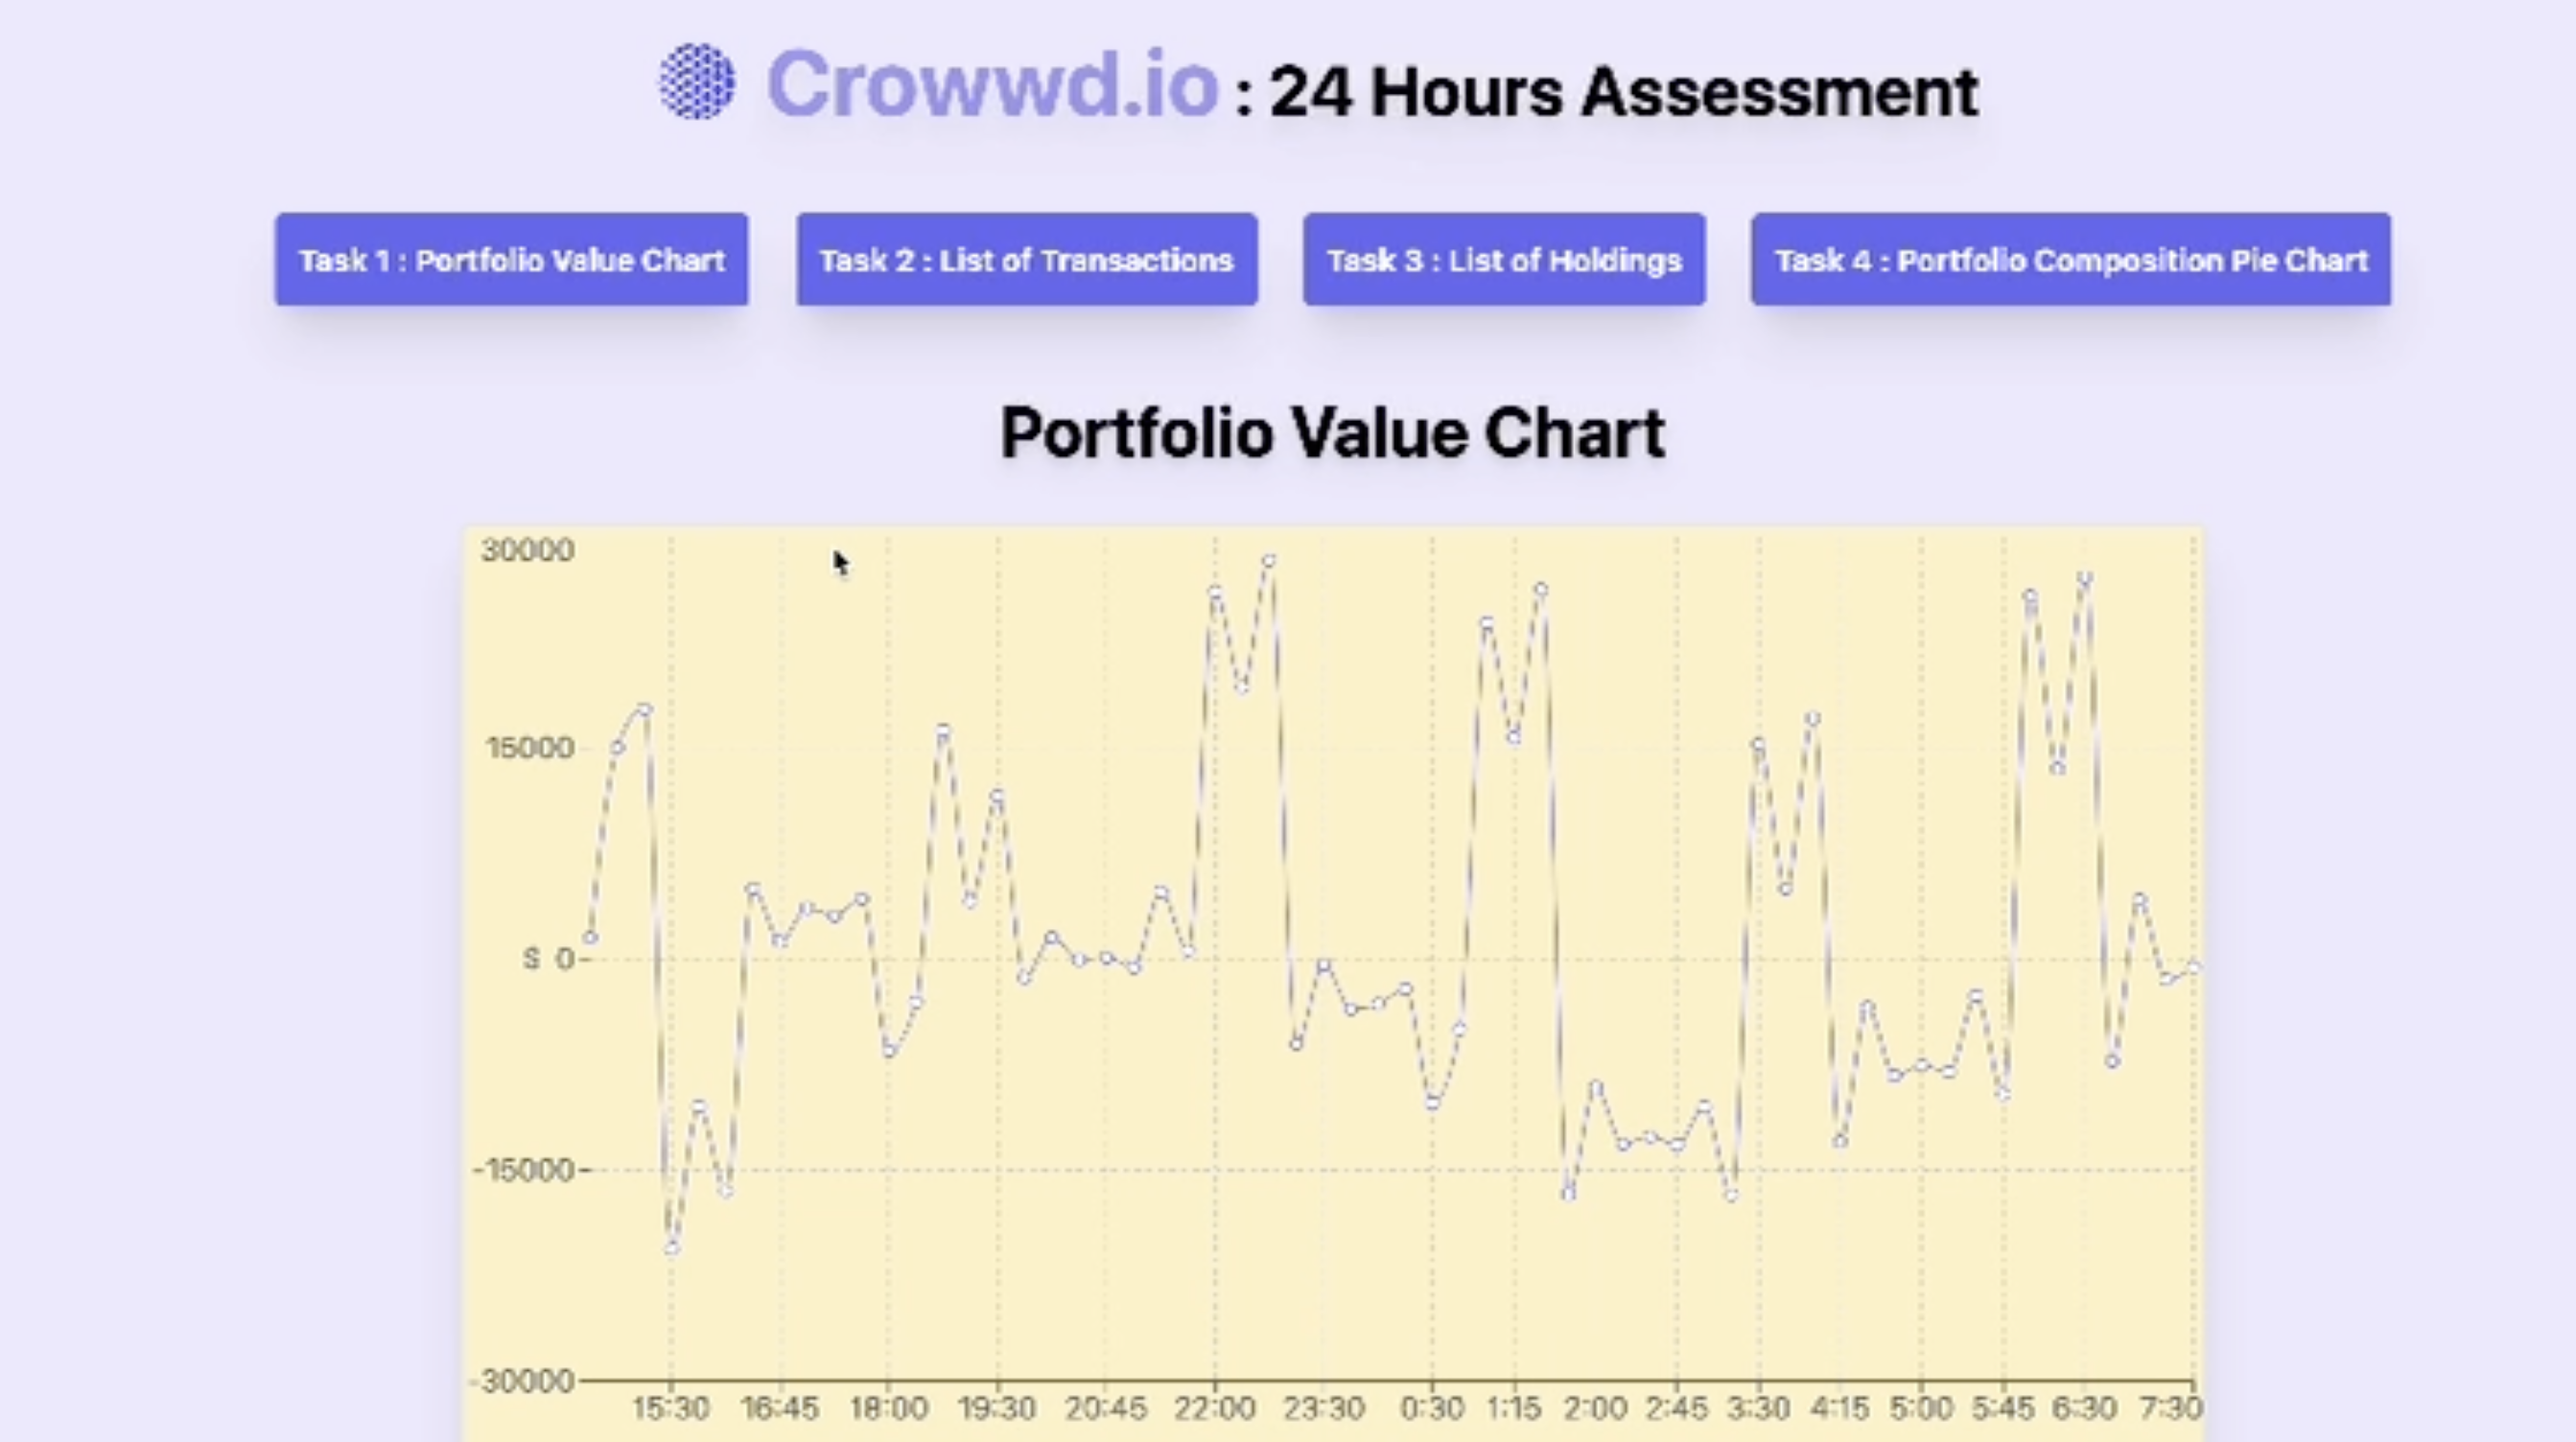 Crowwd.io : 24 Hours Assessment
Task 1 : Portfolio Value Chart
Task 2 : List of Transactions
Task 3 : List of Holdings
Task 4 : Portfolio Composition Pie Chart
Portfolio Value Chart
30000
15000
$ 0
-15000
-30000
15:30 16:45 18:00 19:30 20:45 22:00 23:30 0:30 1:15 2:00 2:45 3:30 4:15 5:00 5:45 6:30 7:30